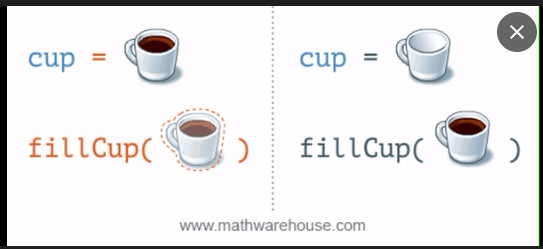 cup =
fillCup( )
cup =
fillCup( )
www.mathwarehouse.com